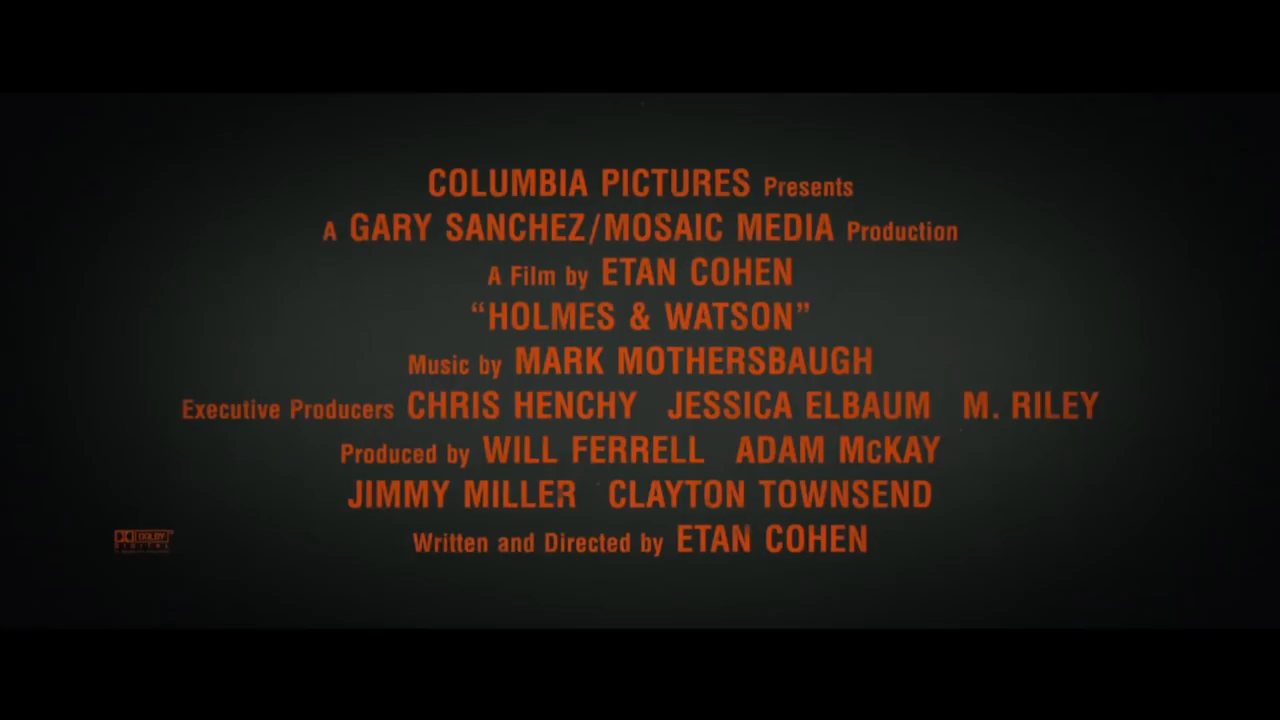 COLUMBIA PICTURES Presents
A GARY SANCHEZ/MOSAIC MEDIA Production
A Film by ETAN COHEN
“HOLMES & WATSON”
Music by MARK MOTHERSBAUGH
Executive Producers CHRIS HENCHY JESSICA ELBAUM M. RILEY
Produced by WILL FERRELL ADAM McKAY
JIMMY MILLER CLAYTON TOWNSEND
Written and Directed by ETAN COHEN
DOLBY
DIGITAL